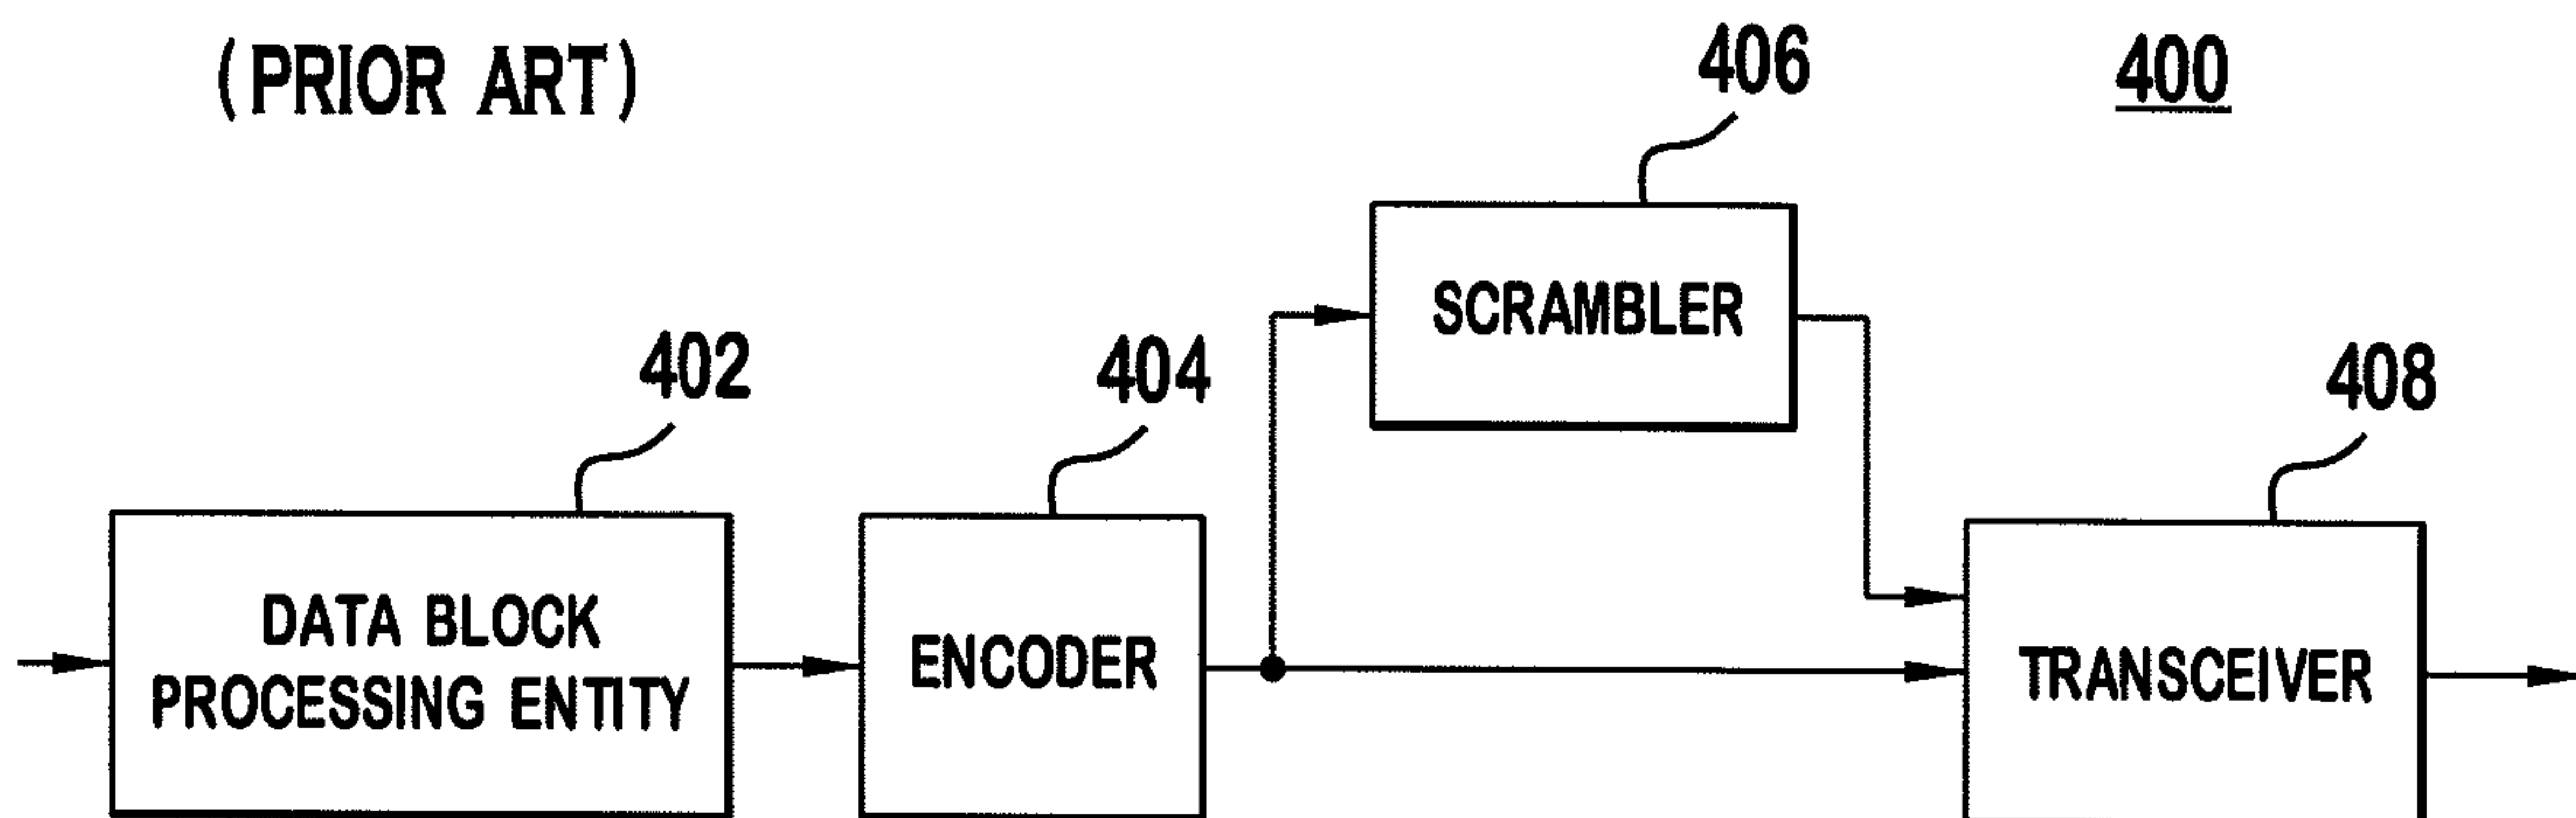 (PRIOR ART)
400
406
SCRAMBLER
402
404
408
DATA BLOCK
PROCESSING ENTITY
ENCODER
TRANSCEIVER